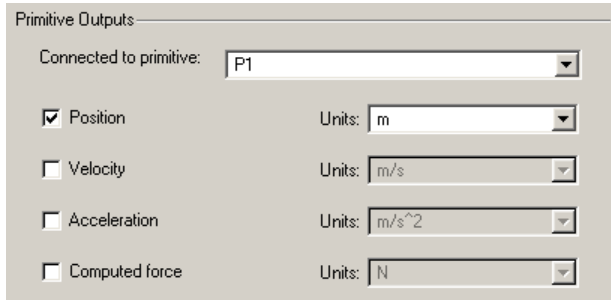 Primitive Outputs
Connected to primitive: P1
Position Units: m
Velocity Units: m/s
Acceleration Units: m/s^2
Computed force Units: N